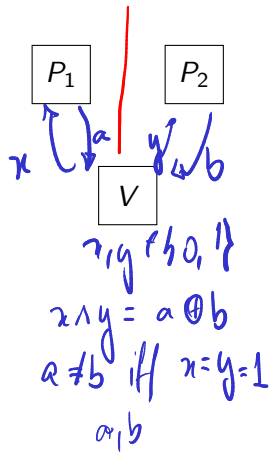 P₁ P₂
x a y b
V
x, y ∈ {0, 1}
x ∧ y = a ⊕ b
a ≠ b iff x = y = 1
a, b